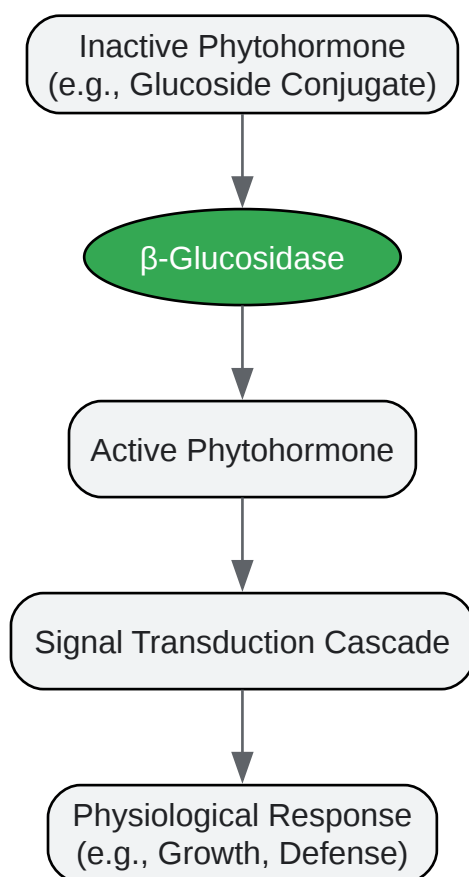 Inactive Phytohormone
(e.g., Glucoside Conjugate)
β-Glucosidase
Active Phytohormone
Signal Transduction Cascade
Physiological Response
(e.g., Growth, Defense)